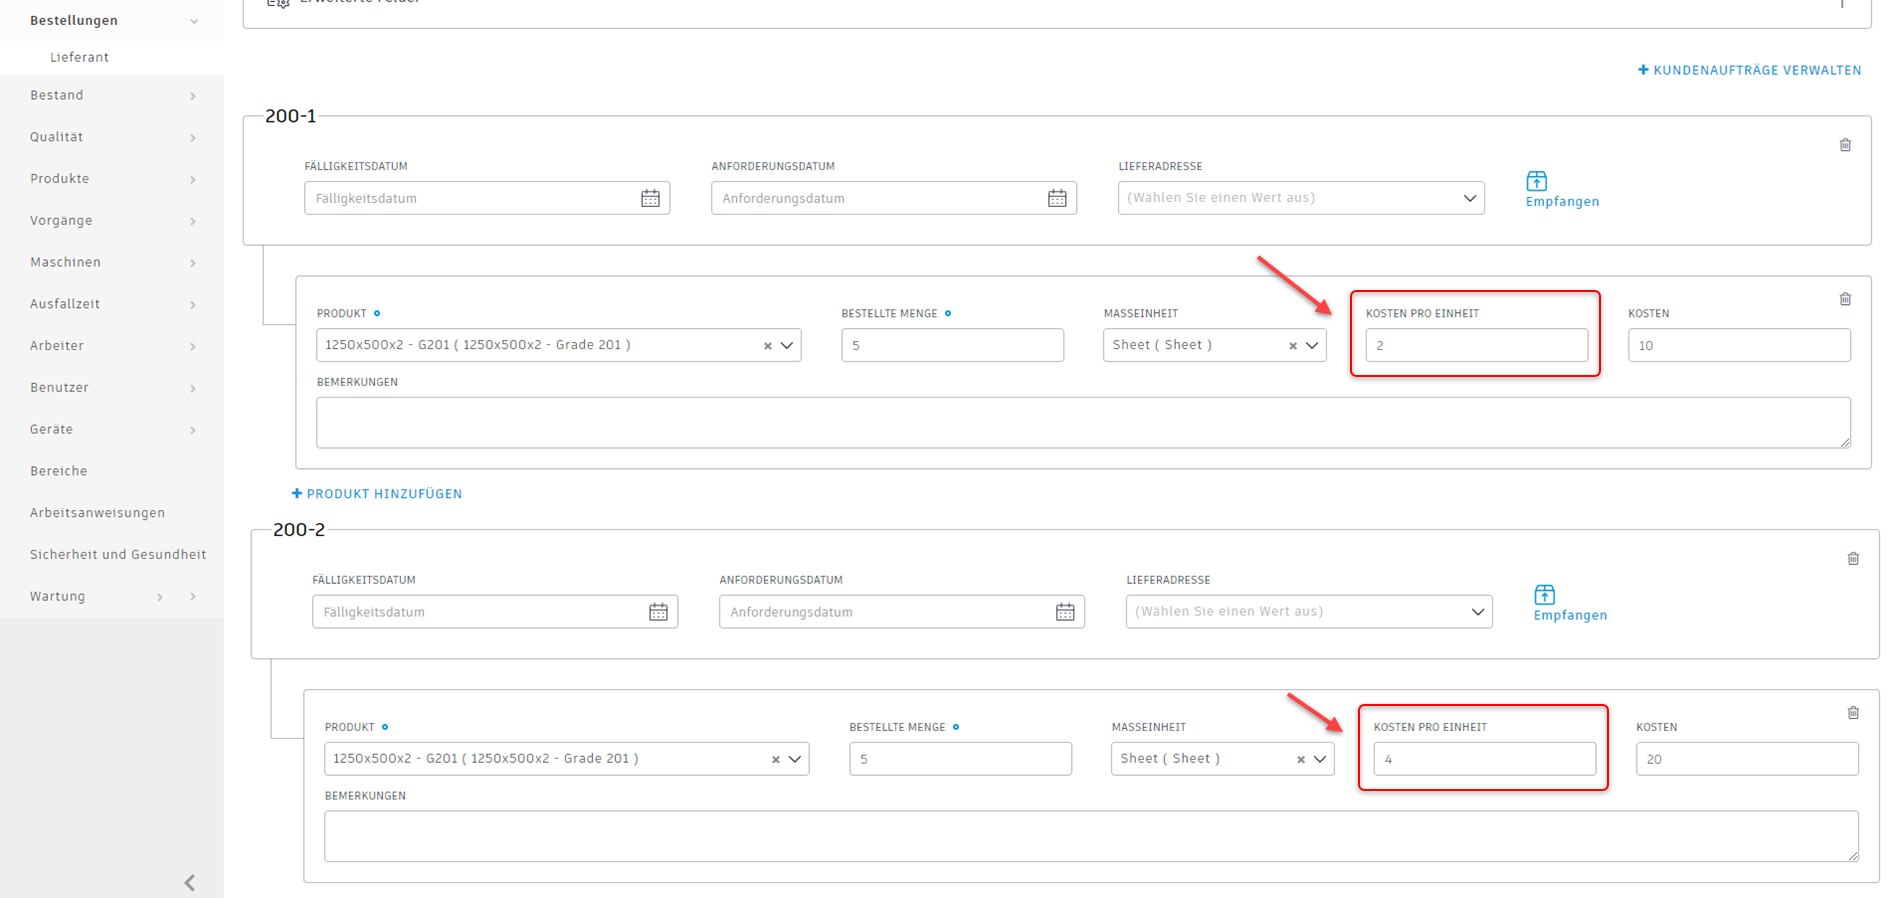 Bestellungen
Lieferant
Bestand
Qualität
Produkte
Vorgänge
Maschinen
Ausfallzeit
Arbeiter
Benutzer
Geräte
Bereiche
Arbeitsanweisungen
Sicherheit und Gesundheit
Wartung
Erweiterte Felder
+ KUNDENAUFTRÄGE VERWALTEN
200-1
FÄLLIGKEITSDATUM ANFORDERUNGSDATUM LIEFERADRESSE
Fälligkeitsdatum Anforderungsdatum (Wählen Sie einen Wert aus) Empfangen
PRODUKT BESTELLTE MENGE MASSEINHEIT KOSTEN PRO EINHEIT KOSTEN
1250x500x2 - G201 ( 1250x500x2 - Grade 201 ) 5 Sheet ( Sheet ) 2 10
BEMERKUNGEN
+ PRODUKT HINZUFÜGEN
200-2
FÄLLIGKEITSDATUM ANFORDERUNGSDATUM LIEFERADRESSE
Fälligkeitsdatum Anforderungsdatum (Wählen Sie einen Wert aus) Empfangen
PRODUKT BESTELLTE MENGE MASSEINHEIT KOSTEN PRO EINHEIT KOSTEN
1250x500x2 - G201 ( 1250x500x2 - Grade 201 ) 5 Sheet ( Sheet ) 4 20
BEMERKUNGEN